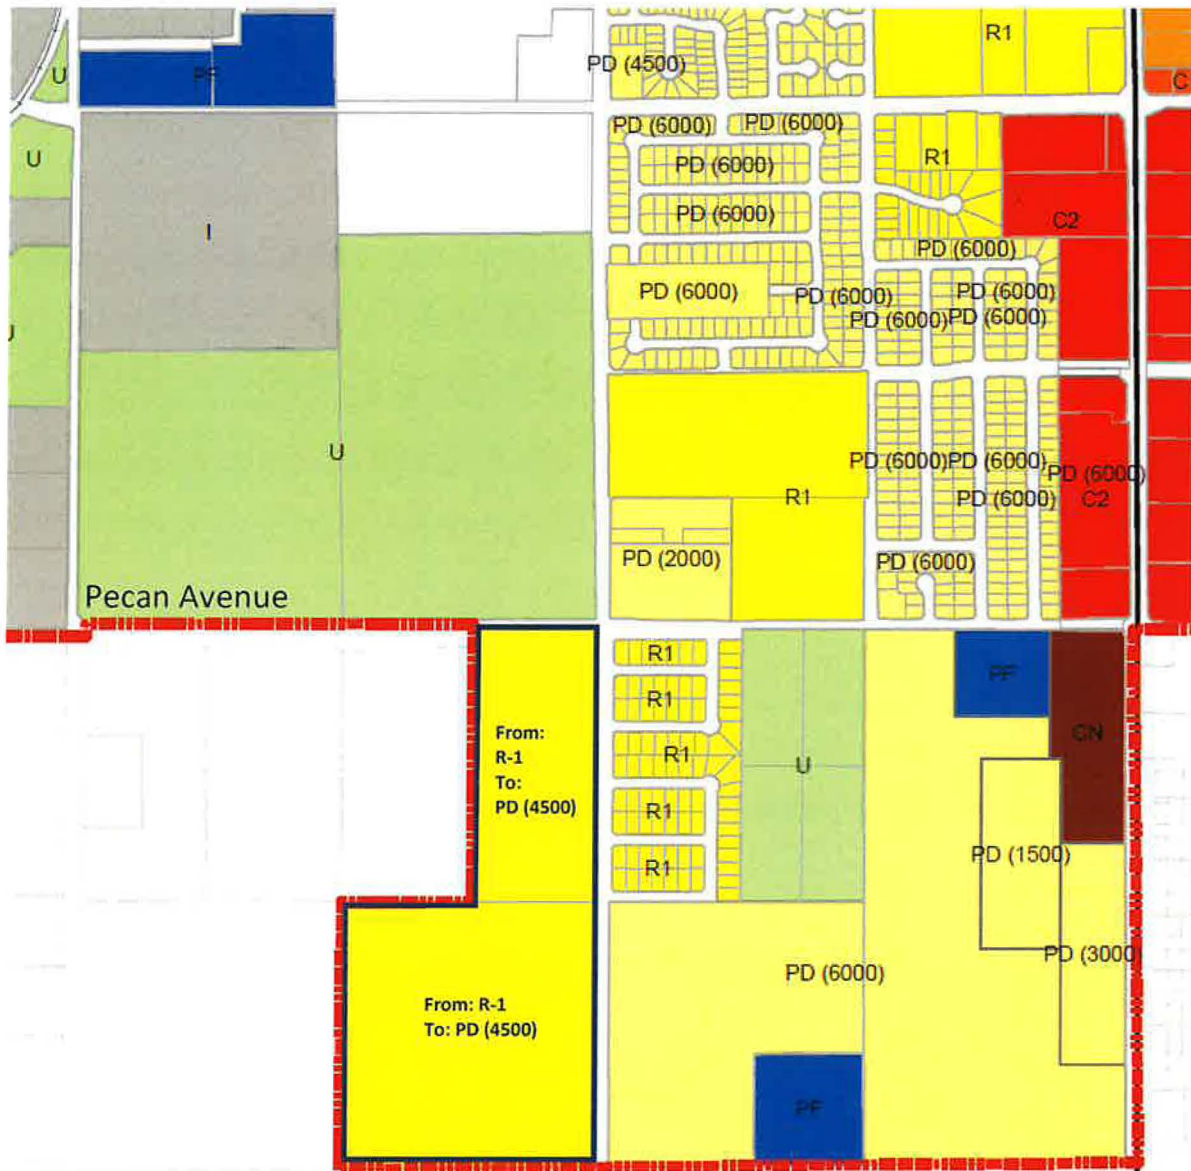 R1
U
PF
PD (4500)
C
PD (6000)
PD (6000)
U
PD (6000)
R1
PD (6000)
C2
I
PD (6000)
PD (6000)
PD (6000)
PD (6000)
PD (6000)
PD (6000)
U
U
PD (6000)
PD (6000)
PD (6000)
R1
PD (6000)
C2
PD (2000)
PD (6000)
Pecan Avenue
R1
PF
R1
From:
R-1
To:
PD (4500)
CN
R1
U
R1
PD (1500)
R1
PD (3000)
PD (6000)
From: R-1
To: PD (4500)
PF